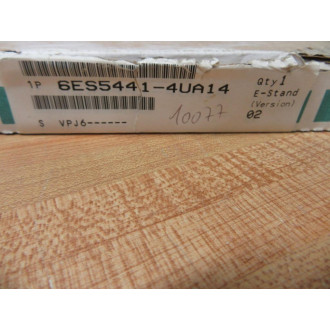 1P 6ES5441-4UA14
Qty 1
E-Stand
(Version)
02
S VPJ6------
10077